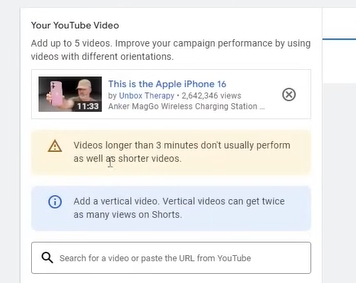 Your YouTube Video
Add up to 5 videos. Improve your campaign performance by using
videos with different orientations.
This is the Apple iPhone 16
by Unbox Therapy • 2,642,346 views
Anker MagGo Wireless Charging Station ...
11:33
Videos longer than 3 minutes don't usually perform
as well as shorter videos.
Add a vertical video. Vertical videos can get twice
as many views on Shorts.
Search for a video or paste the URL from YouTube